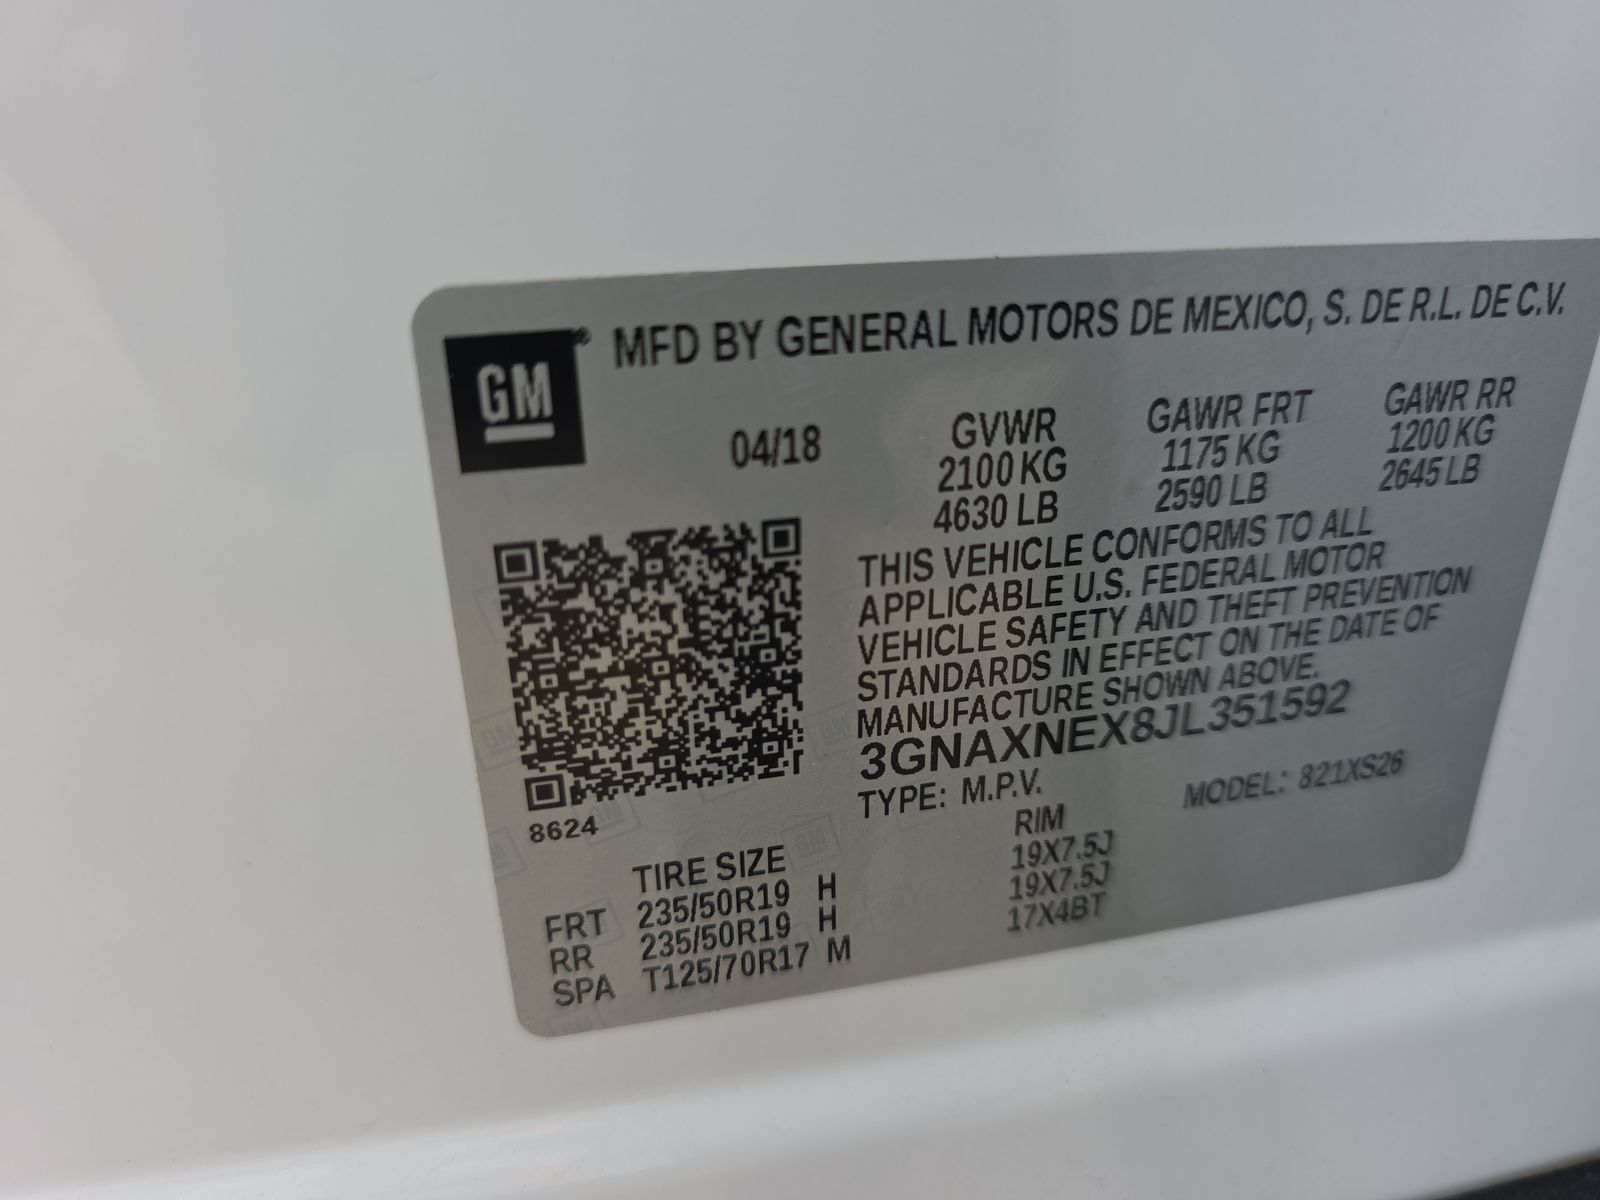 GM
MFD BY GENERAL MOTORS DE MEXICO, S. DE R.L. DE C.V.
04/18 GVWR GAWR FRT GAWR RR
2100 KG 1175 KG 1200 KG
4630 LB 2590 LB 2645 LB
THIS VEHICLE CONFORMS TO ALL
APPLICABLE U.S. FEDERAL MOTOR
VEHICLE SAFETY AND THEFT PREVENTION
STANDARDS IN EFFECT ON THE DATE OF
MANUFACTURE SHOWN ABOVE.
3GNAXNEX8JL351592
TYPE: M.P.V. MODEL: 821XS26
8624
TIRE SIZE RIM
FRT 235/50R19 H 19X7.5J
RR 235/50R19 H 19X7.5J
SPA T125/70R17 M 17X4BT